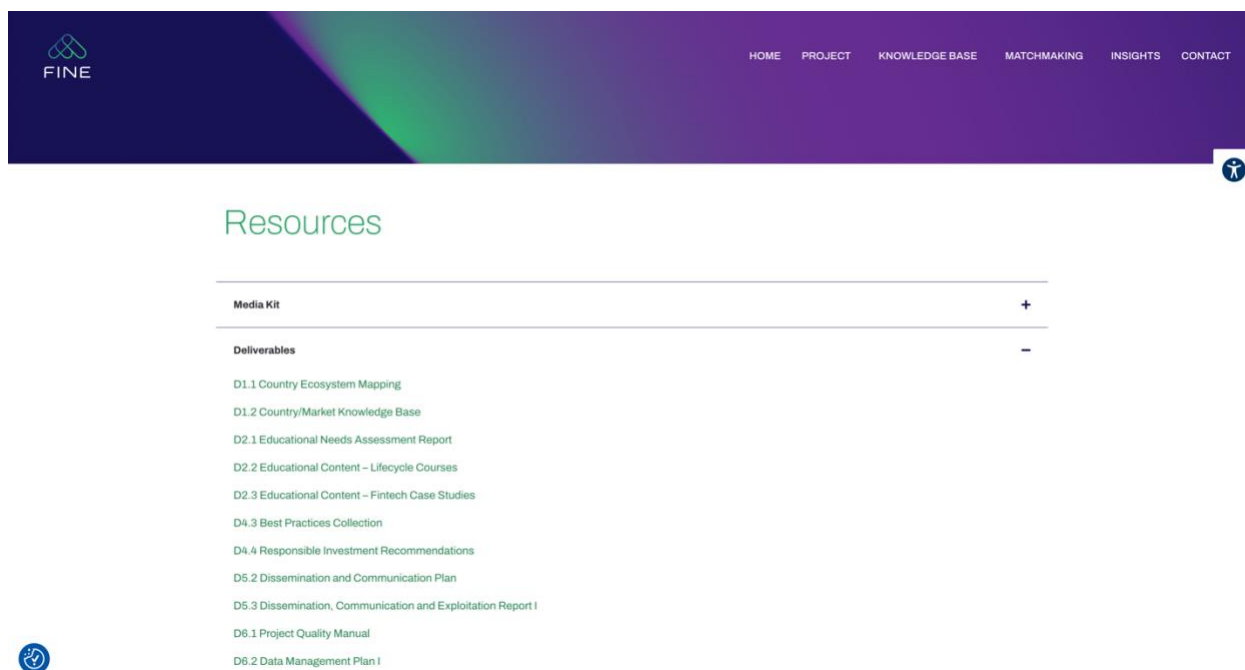 FINE
HOME PROJECT KNOWLEDGE BASE MATCHMAKING INSIGHTS CONTACT
Resources
Media Kit +
Deliverables −
D1.1 Country Ecosystem Mapping
D1.2 Country/Market Knowledge Base
D2.1 Educational Needs Assessment Report
D2.2 Educational Content – Lifecycle Courses
D2.3 Educational Content – Fintech Case Studies
D4.3 Best Practices Collection
D4.4 Responsible Investment Recommendations
D5.2 Dissemination and Communication Plan
D5.3 Dissemination, Communication and Exploitation Report I
D6.1 Project Quality Manual
D6.2 Data Management Plan I